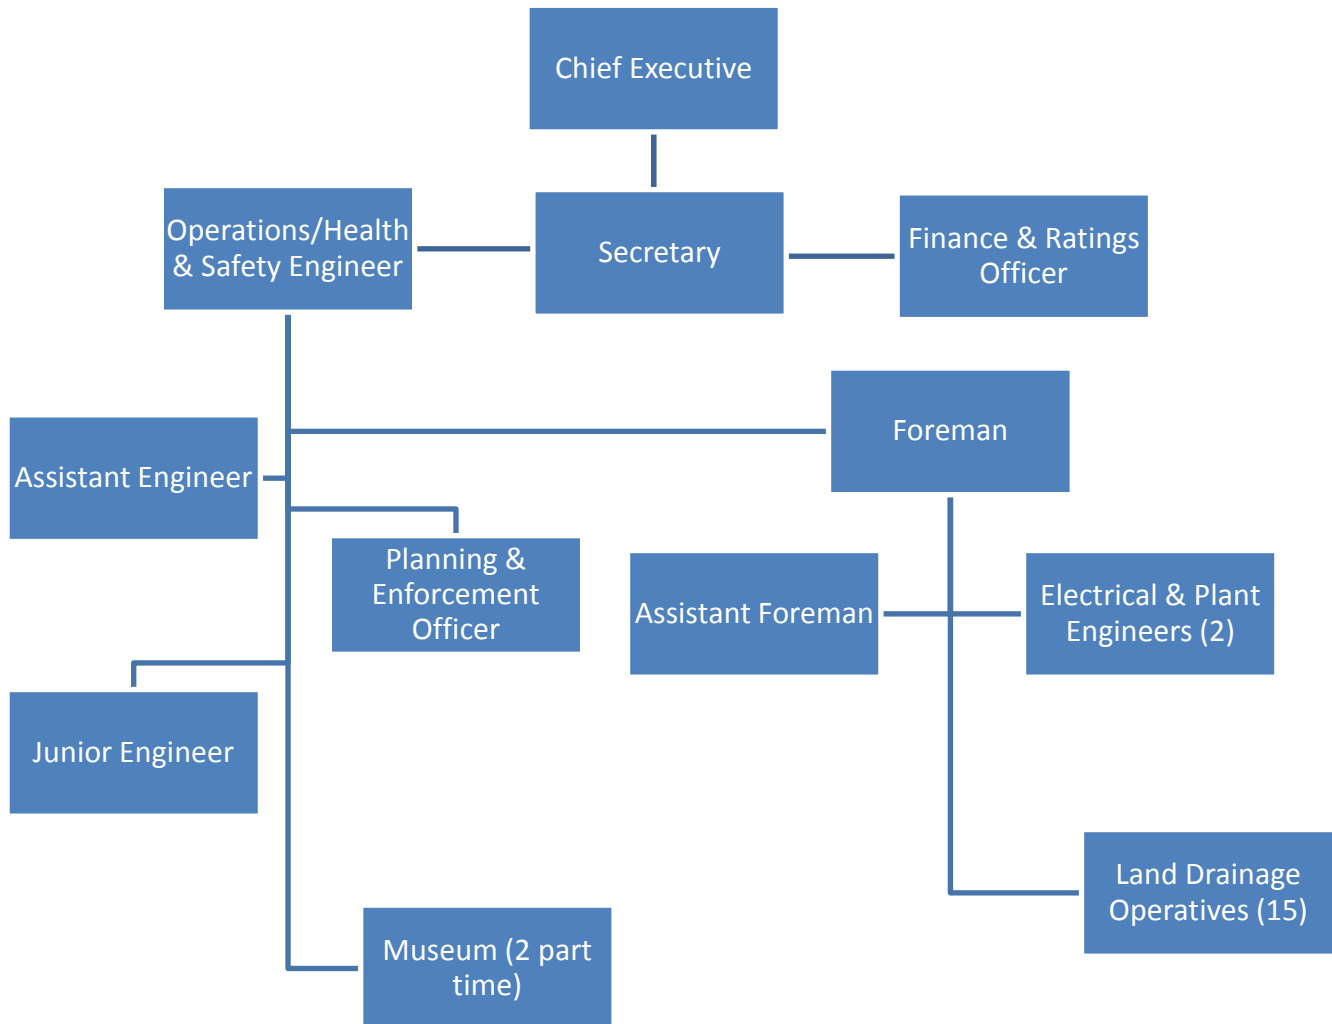 Chief Executive
Operations/Health
& Safety Engineer
Secretary
Finance & Ratings
Officer
Foreman
Assistant Engineer
Planning &
Enforcement
Officer
Assistant Foreman
Electrical & Plant
Engineers (2)
Junior Engineer
Land Drainage
Operatives (15)
Museum (2 part
time)